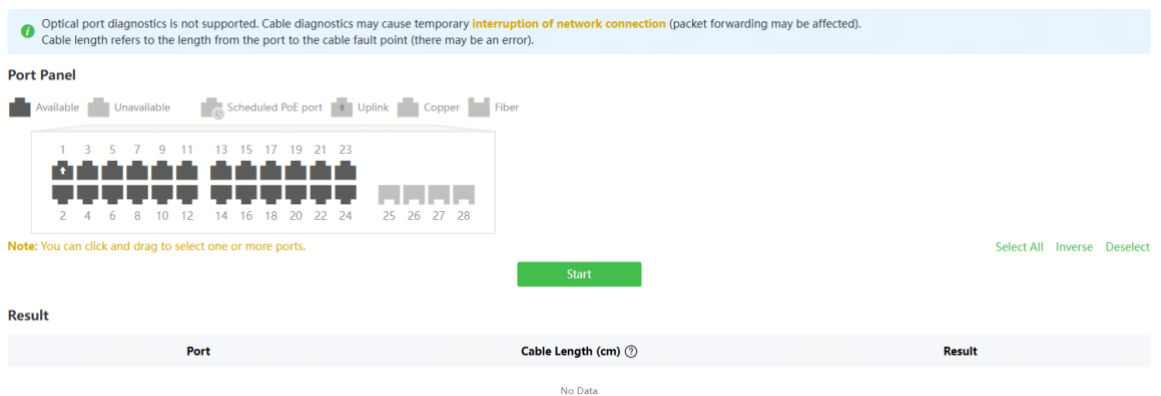 Optical port diagnostics is not supported. Cable diagnostics may cause temporary interruption of network connection (packet forwarding may be affected).
Cable length refers to the length from the port to the cable fault point (there may be an error).
Port Panel
Available Unavailable Scheduled PoE port Uplink Copper Fiber
1 3 5 7 9 11 13 15 17 19 21 23
2 4 6 8 10 12 14 16 18 20 22 24 25 26 27 28
Note: You can click and drag to select one or more ports.
Select All Inverse Deselect
Start
Result
Port Cable Length (cm) ? Result
No Data